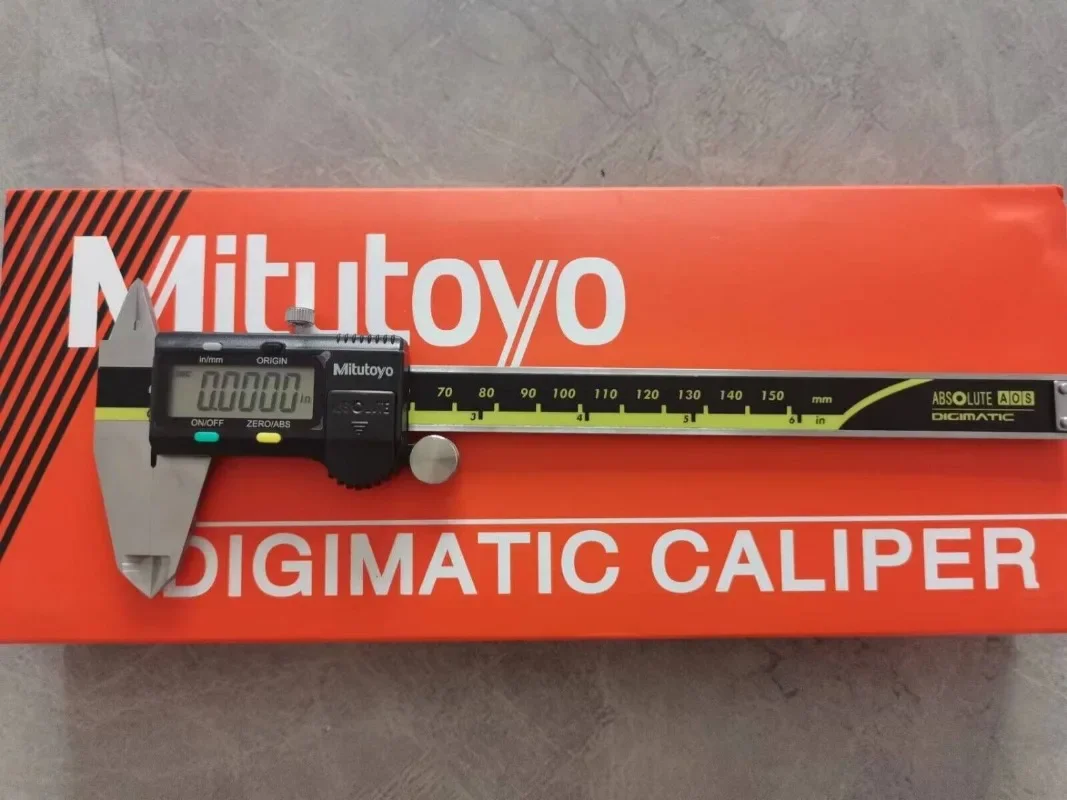 Mitutoyo
in/mm ORIGIN
Mitutoyo
0.0000 in
ABSOLUTE
ON/OFF ZERO/ABS
70 80 90 100 110 120 130 140 150 mm
3 4 5 6 in
ABSOLUTE AOS
DIGIMATIC
DIGIMATIC CALIPER